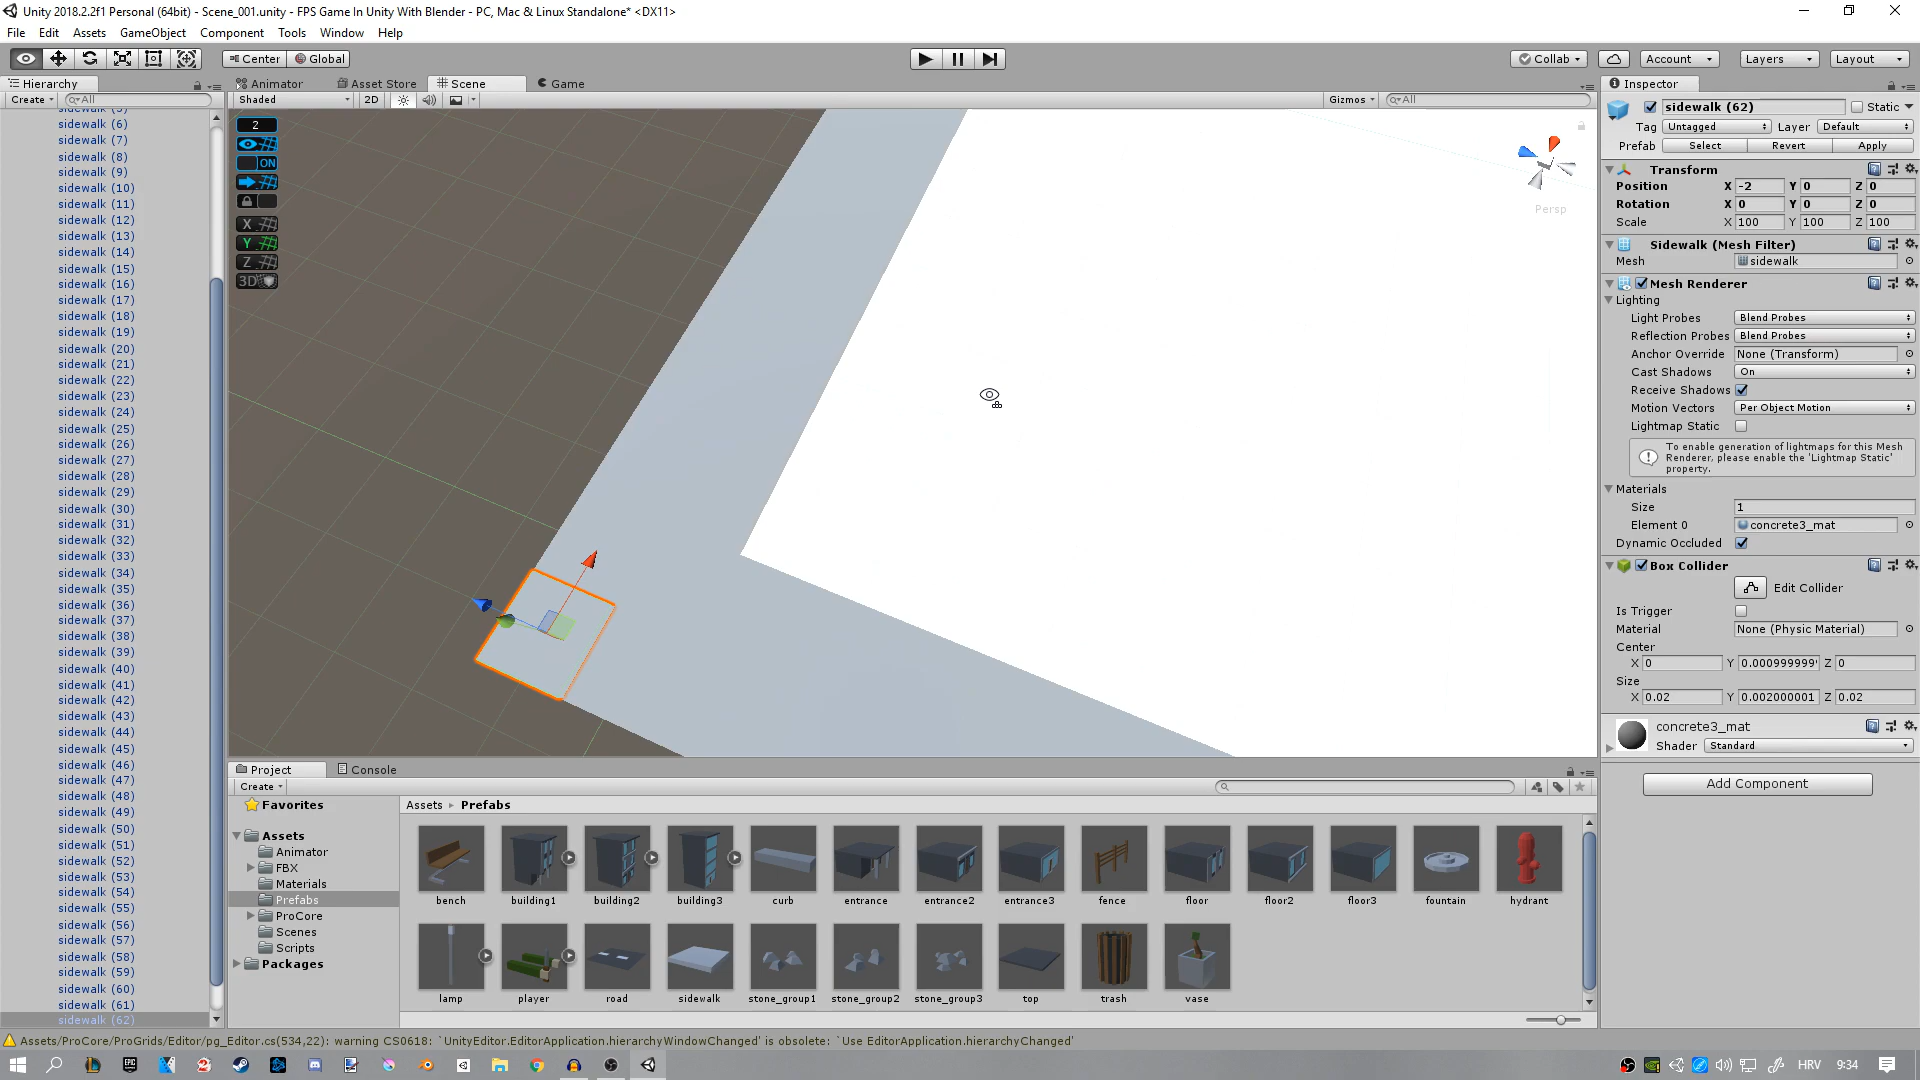 Unity 2018.2.2f1 Personal (64bit) - Scene_001.unity - FPS Game In Unity With Blender - PC, Mac & Linux Standalone* <DX11>
File Edit Assets GameObject Component Tools Window Help
Center Global Collab Account Layers Layout
Hierarchy
Create All
sidewalk (5)
sidewalk (6)
sidewalk (7)
sidewalk (8)
sidewalk (9)
sidewalk (10)
sidewalk (11)
sidewalk (12)
sidewalk (13)
sidewalk (14)
sidewalk (15)
sidewalk (16)
sidewalk (17)
sidewalk (18)
sidewalk (19)
sidewalk (20)
sidewalk (21)
sidewalk (22)
sidewalk (23)
sidewalk (24)
sidewalk (25)
sidewalk (26)
sidewalk (27)
sidewalk (28)
sidewalk (29)
sidewalk (30)
sidewalk (31)
sidewalk (32)
sidewalk (33)
sidewalk (34)
sidewalk (35)
sidewalk (36)
sidewalk (37)
sidewalk (38)
sidewalk (39)
sidewalk (40)
sidewalk (41)
sidewalk (42)
sidewalk (43)
sidewalk (44)
sidewalk (45)
sidewalk (46)
sidewalk (47)
sidewalk (48)
sidewalk (49)
sidewalk (50)
sidewalk (51)
sidewalk (52)
sidewalk (53)
sidewalk (54)
sidewalk (55)
sidewalk (56)
sidewalk (57)
sidewalk (58)
sidewalk (59)
sidewalk (60)
sidewalk (61)
sidewalk (62)
Animator Asset Store Scene Game
Shaded 2D Gizmos All
2
ON
X
Y
Z
3D
Persp
Inspector
sidewalk (62) Static
Tag Untagged Layer Default
Prefab Select Revert Apply
Transform
Position X -2 Y 0 Z 0
Rotation X 0 Y 0 Z 0
Scale X 100 Y 100 Z 100
Sidewalk (Mesh Filter)
Mesh sidewalk
Mesh Renderer
Lighting
Light Probes Blend Probes
Reflection Probes Blend Probes
Anchor Override None (Transform)
Cast Shadows On
Receive Shadows
Motion Vectors Per Object Motion
Lightmap Static
To enable generation of lightmaps for this Mesh
Renderer, please enable the 'Lightmap Static'
property.
Materials
Size 1
Element 0 concrete3_mat
Dynamic Occluded
Box Collider
Edit Collider
Is Trigger
Material None (Physic Material)
Center
X 0 Y 0.000999999 Z 0
Size
X 0.02 Y 0.002000001 Z 0.02
concrete3_mat
Shader Standard
Add Component
Project Console
Create
Favorites
Assets
Animator
FBX
Materials
Prefabs
ProCore
Scenes
Scripts
Packages
Assets Prefabs
bench building1 building2 building3 curb entrance entrance2 entrance3 fence floor floor2 floor3 fountain hydrant
lamp player road sidewalk stone_group1 stone_group2 stone_group3 top trash vase
Assets/ProCore/ProGrids/Editor/pg_Editor.cs(534,22): warning CS0618: `UnityEditor.EditorApplication.hierarchyWindowChanged' is obsolete: `Use EditorApplication.hierarchyChanged'
EPIC
HRV 9:34